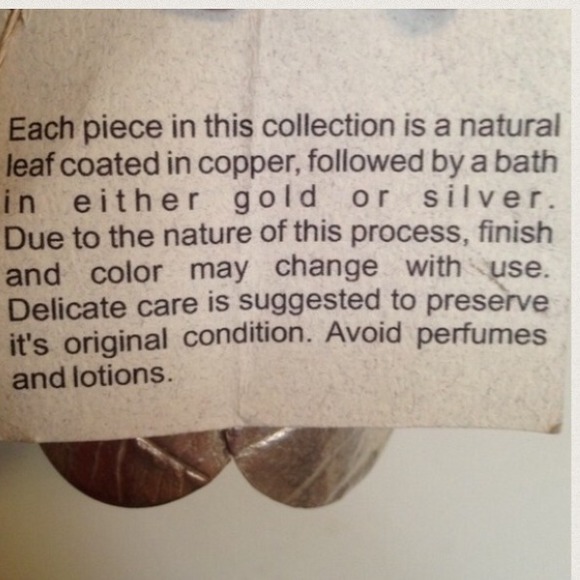 Each piece in this collection is a natural
leaf coated in copper, followed by a bath
in either gold or silver.
Due to the nature of this process, finish
and color may change with use.
Delicate care is suggested to preserve
it's original condition. Avoid perfumes
and lotions.